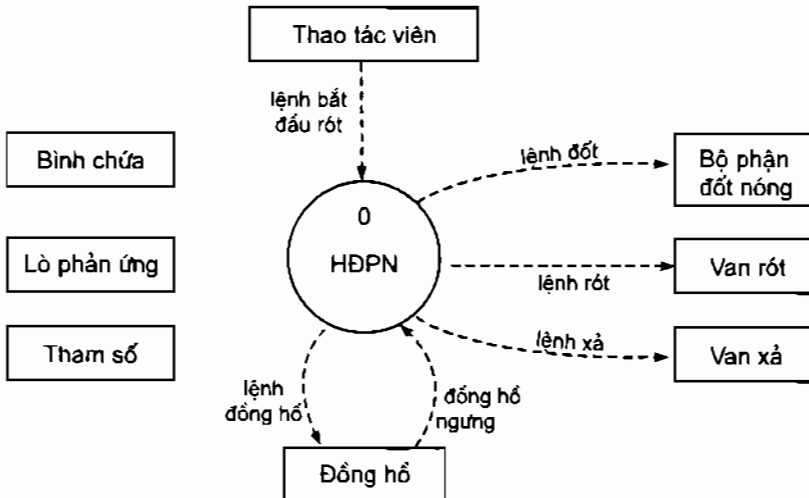 Thao tác viên
lệnh bắt
đầu rót
Bình chứa
lệnh đốt
Bộ phận
đốt nóng
0
HĐPN
Lò phản ứng
lệnh rót
Van rót
Tham số
lệnh xả
Van xả
lệnh
đồng hồ
đồng hồ
ngưng
Đồng hồ